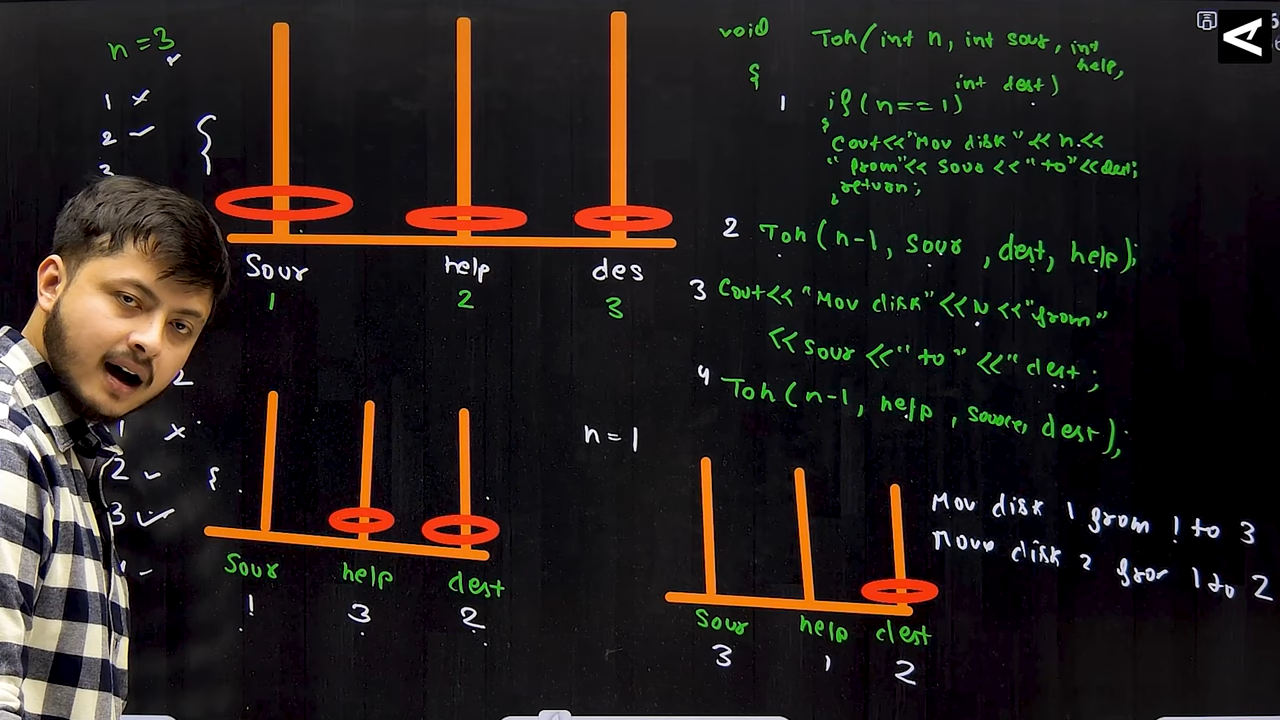 n=3
1 x
2 ✓
3
Sour help des
1 2 3
void Toh(int n, int sour, int help,
int dest)
{
1 if(n==1)
{
Cout<<"Mov disk"<<n<<
"from"<<sour<<"to"<<dest;
return;
}
2 Toh(n-1, sour, dest, help);
3 Cout<<"Mov disk"<<N<<"from"
<<sour<<"to"<<"dest;
4 Toh(n-1, help, source, dest);
2
1 x
2 ✓
3 ✓
Sour help dest
1 3 2
n=1
Sour help dest
3 1 2
Mov disk 1 from 1 to 3
Move disk 2 from 1 to 2